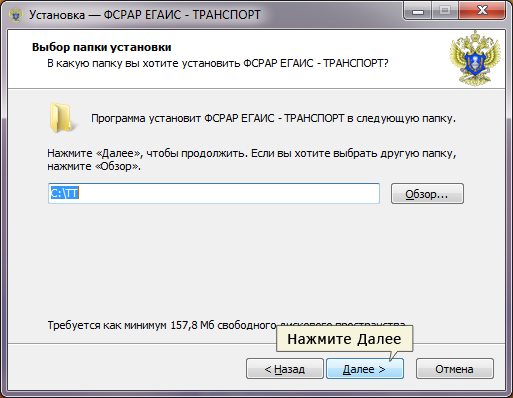 Установка — ФСРАР ЕГАИС - ТРАНСПОРТ
Выбор папки установки
В какую папку вы хотите установить ФСРАР ЕГАИС - ТРАНСПОРТ?
Программа установит ФСРАР ЕГАИС - ТРАНСПОРТ в следующую папку.
Нажмите «Далее», чтобы продолжить. Если вы хотите выбрать другую папку,
нажмите «Обзор».
C:\TT
Обзор...
Требуется как минимум 157,8 Мб свободного дискового пространства.
Нажмите Далее
< Назад
Далее >
Отмена